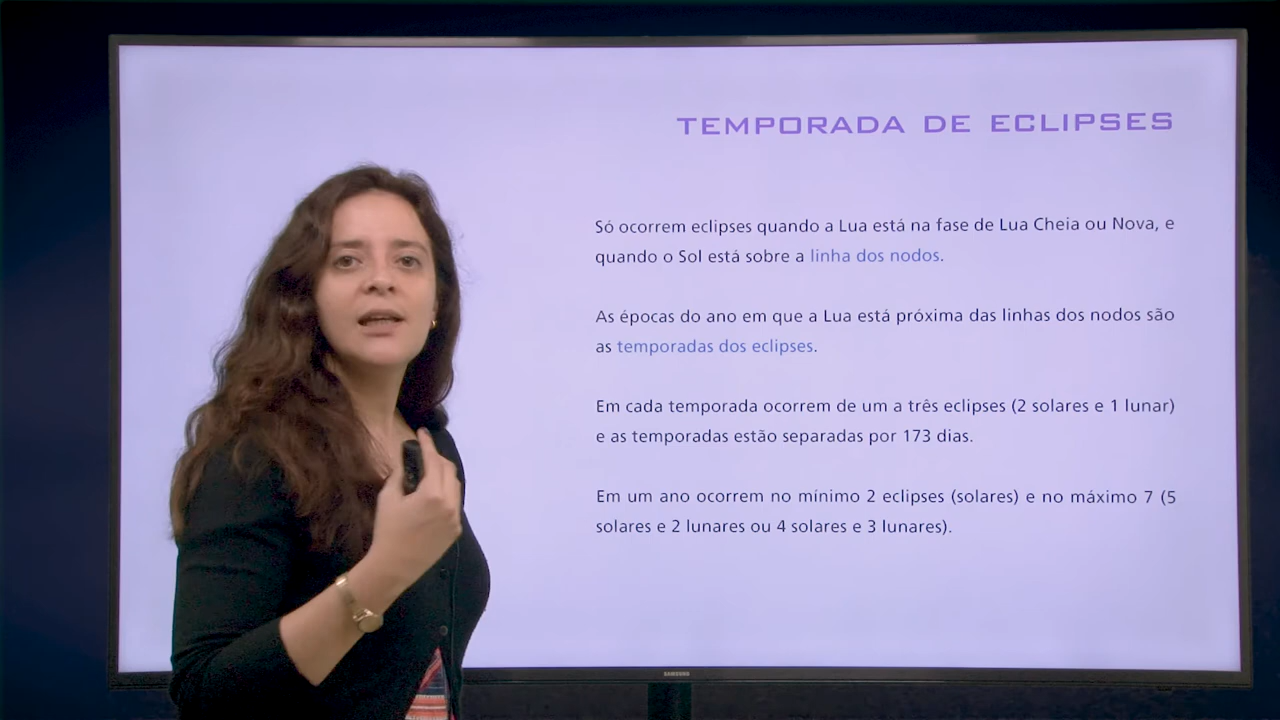 TEMPORADA DE ECLIPSES
Só ocorrem eclipses quando a Lua está na fase de Lua Cheia ou Nova, e
quando o Sol está sobre a linha dos nodos.
As épocas do ano em que a Lua está próxima das linhas dos nodos são
as temporadas dos eclipses.
Em cada temporada ocorrem de um a três eclipses (2 solares e 1 lunar)
e as temporadas estão separadas por 173 dias.
Em um ano ocorrem no mínimo 2 eclipses (solares) e no máximo 7 (5
solares e 2 lunares ou 4 solares e 3 lunares).
SAMSUNG